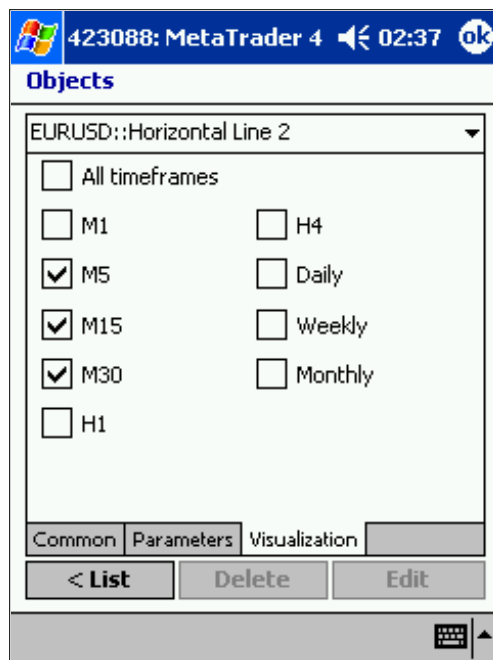 423088: MetaTrader 4 02:37 ok
Objects
EURUSD::Horizontal Line 2
All timeframes
M1 H4
M5 Daily
M15 Weekly
M30 Monthly
H1
Common Parameters Visualization
< List Delete Edit